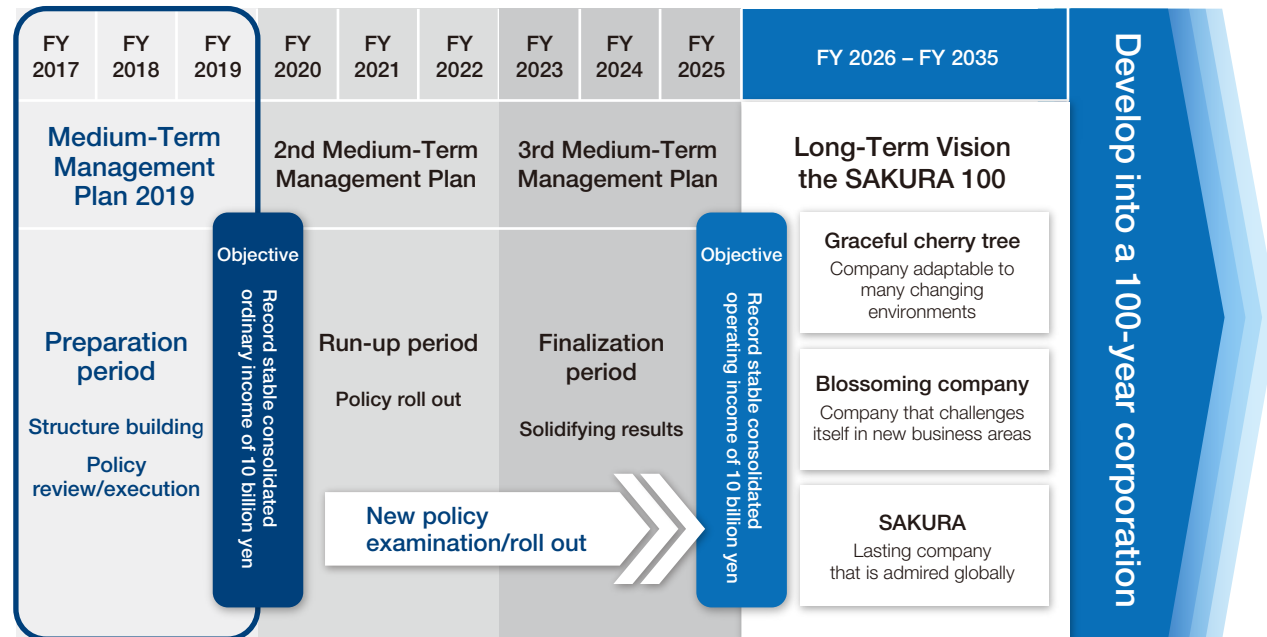 FY
2017
FY
2018
FY
2019
FY
2020
FY
2021
FY
2022
FY
2023
FY
2024
FY
2025
FY 2026 – FY 2035
Medium-Term
Management
Plan 2019
2nd Medium-Term
Management Plan
3rd Medium-Term
Management Plan
Long-Term Vision
the SAKURA 100
Preparation
period
Structure building
Policy
review/execution
Objective
Record stable consolidated
ordinary income of 10 billion yen
Run-up period
Policy roll out
Finalization
period
Solidifying results
New policy
examination/roll out
Objective
Record stable consolidated
operating income of 10 billion yen
Graceful cherry tree
Company adaptable to
many changing
environments
Blossoming company
Company that challenges
itself in new business areas
SAKURA
Lasting company
that is admired globally
Develop into a 100-year corporation